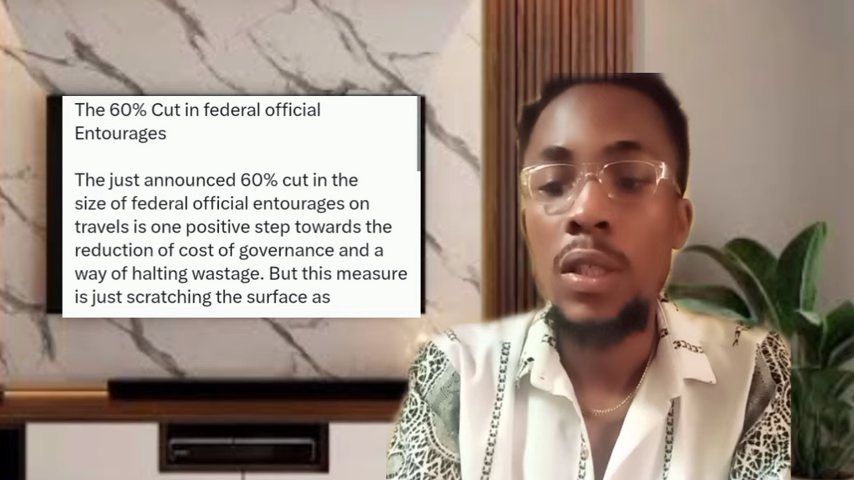 The 60% Cut in federal official
Entourages
The just announced 60% cut in the
size of federal official entourages on
travels is one positive step towards the
reduction of cost of governance and a
way of halting wastage. But this measure
is just scratching the surface as